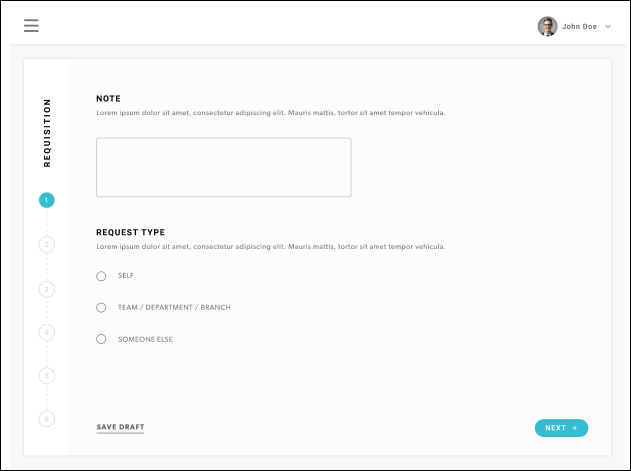 John Doe
REQUISITION
1
2
3
4
5
6
NOTE
Lorem ipsum dolor sit amet, consectetur adipiscing elit. Mauris mattis, tortor sit amet tempor vehicula.
REQUEST TYPE
Lorem ipsum dolor sit amet, consectetur adipiscing elit. Mauris mattis, tortor sit amet tempor vehicula.
SELF
TEAM / DEPARTMENT / BRANCH
SOMEONE ELSE
SAVE DRAFT
NEXT →